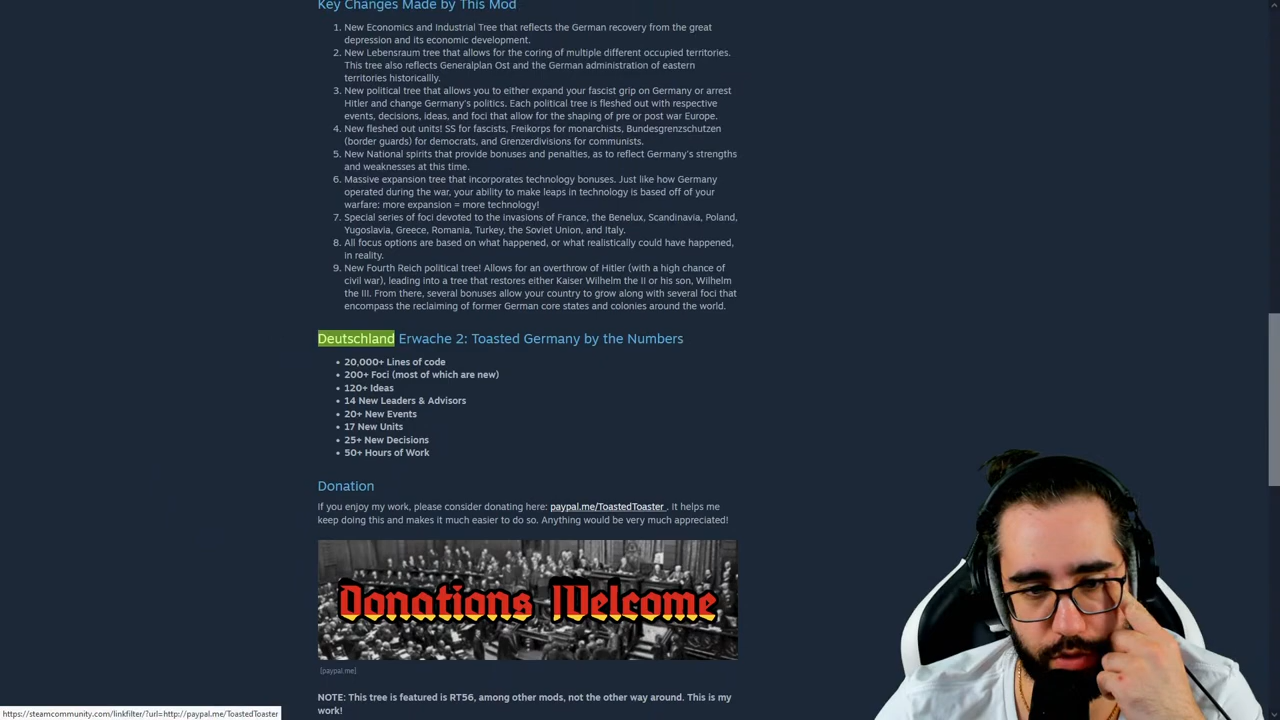 Key Changes Made by This Mod
1. New Economics and Industrial Tree that reflects the German recovery from the great
depression and its economic development.
2. New Lebensraum tree that allows for the coring of multiple different occupied territories.
This tree also reflects Generalplan Ost and the German administration of eastern
territories historicallly.
3. New political tree that allows you to either expand your fascist grip on Germany or arrest
Hitler and change Germany's politics. Each political tree is fleshed out with respective
events, decisions, ideas, and foci that allow for the shaping of pre or post war Europe.
4. New fleshed out units! SS for fascists, Freikorps for monarchists, Bundesgrenzschutzen
(border guards) for democrats, and Grenzerdivisions for communists.
5. New National spirits that provide bonuses and penalties, as to reflect Germany's strengths
and weaknesses at this time.
6. Massive expansion tree that incorporates technology bonuses. Just like how Germany
operated during the war, your ability to make leaps in technology is based off of your
warfare: more expansion = more technology!
7. Special series of foci devoted to the invasions of France, the Benelux, Scandinavia, Poland,
Yugoslavia, Greece, Romania, Turkey, the Soviet Union, and Italy.
8. All focus options are based on what happened, or what realistically could have happened,
in reality.
9. New Fourth Reich political tree! Allows for an overthrow of Hitler (with a high chance of
civil war), leading into a tree that restores either Kaiser Wilhelm the II or his son, Wilhelm
the III. From there, several bonuses allow your country to grow along with several foci that
encompass the reclaiming of former German core states and colonies around the world.
Deutschland Erwache 2: Toasted Germany by the Numbers
• 20,000+ Lines of code
• 200+ Foci (most of which are new)
• 120+ Ideas
• 14 New Leaders & Advisors
• 20+ New Events
• 17 New Units
• 25+ New Decisions
• 50+ Hours of Work
Donation
If you enjoy my work, please consider donating here: paypal.me/ToastedToaster . It helps me
keep doing this and makes it much easier to do so. Anything would be very much appreciated!
Donations Welcome
[paypal.me]
NOTE: This tree is featured is RT56, among other mods, not the other way around. This is my
work!
https://steamcommunity.com/linkfilter/?url=http://paypal.me/ToastedToaster